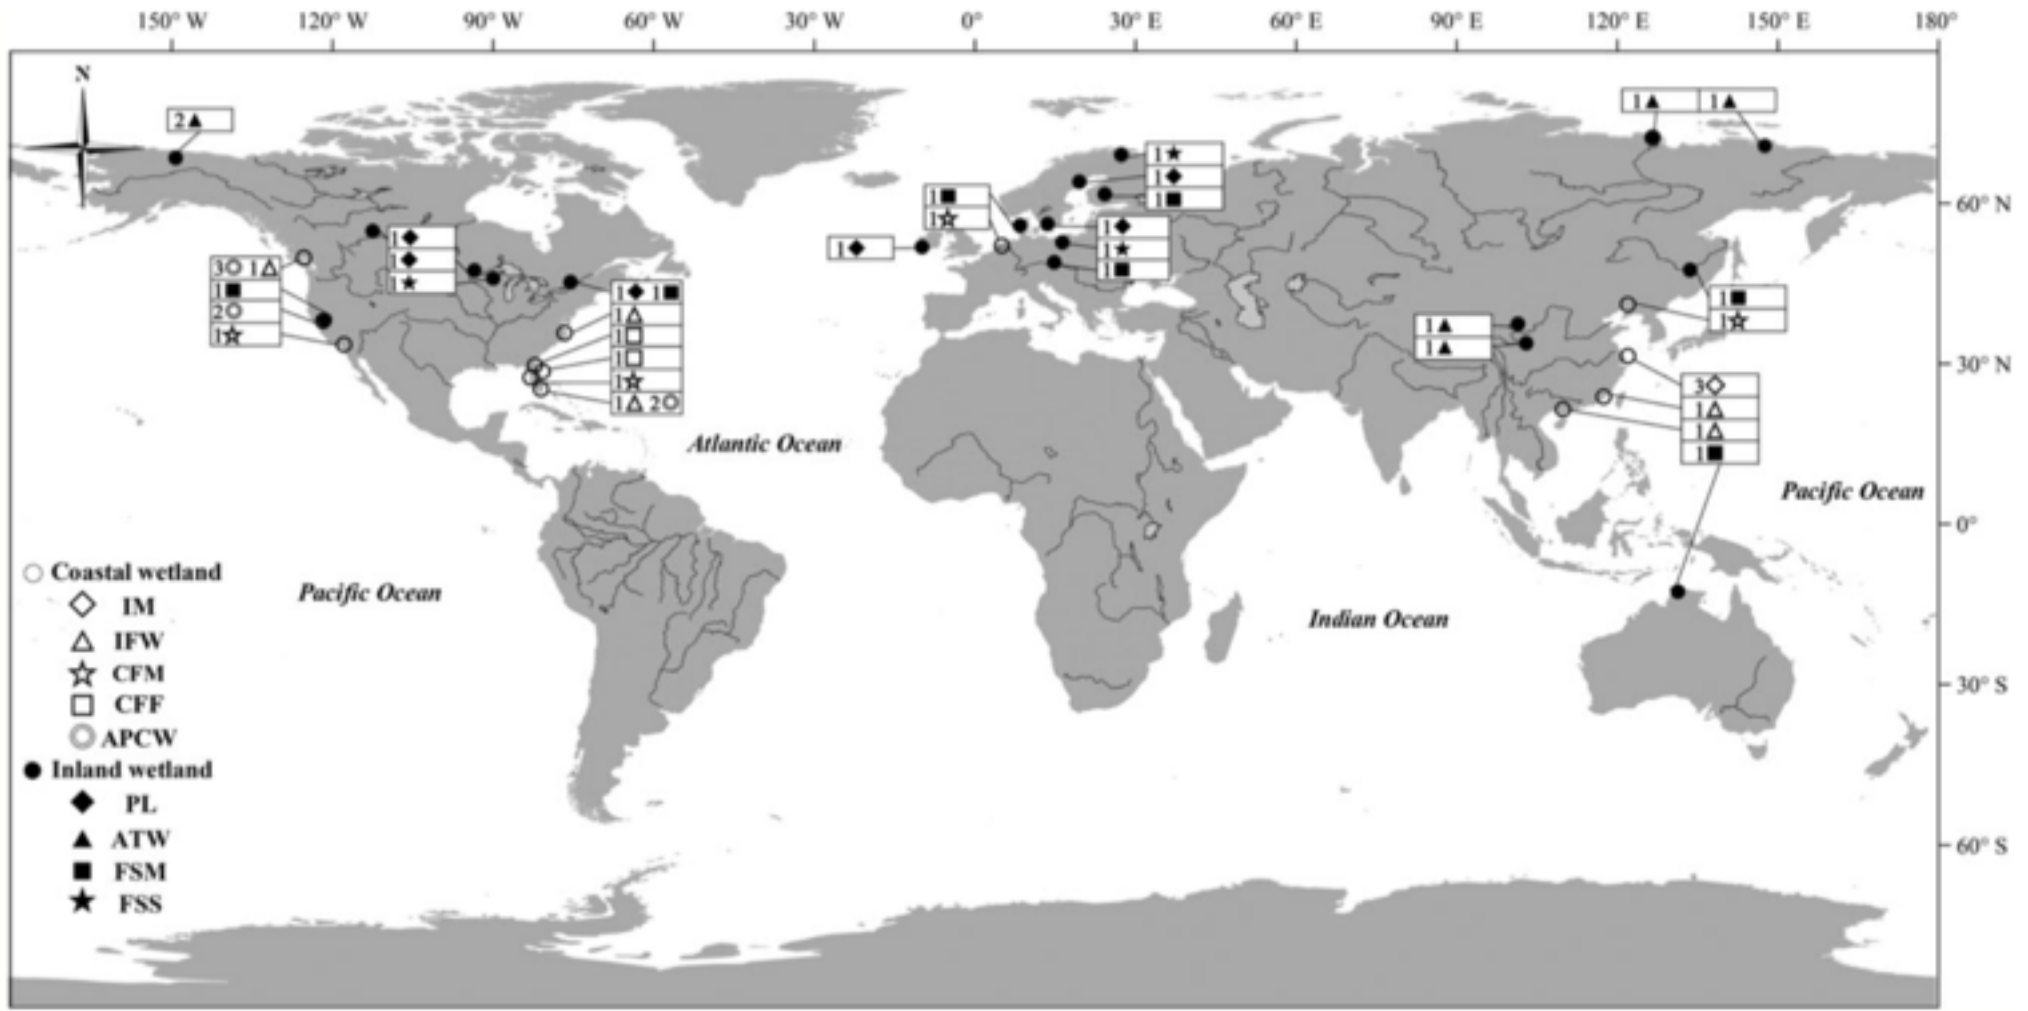 150° W 120° W 90° W 60° W 30° W 0° 30° E 60° E 90° E 120° E 150° E 180°
N
2▲
1▲ 1▲
1★
1◆
1■
1■
1☆
1◆
1◆
1★
1■
60° N
1◆
1◆
1★
3○ 1△
1■
2○
1☆
1◆ 1■
1△
1□
1□
1☆
1△ 2○
1■
1☆
1▲
1▲
30° N
3◇
1△
1△
1■
Atlantic Ocean
Pacific Ocean
0°
Pacific Ocean
Indian Ocean
30° S
60° S
○ Coastal wetland
◇ IM
△ IFW
☆ CFM
□ CFF
○ APCW
● Inland wetland
◆ PL
▲ ATW
■ FSM
★ FSS